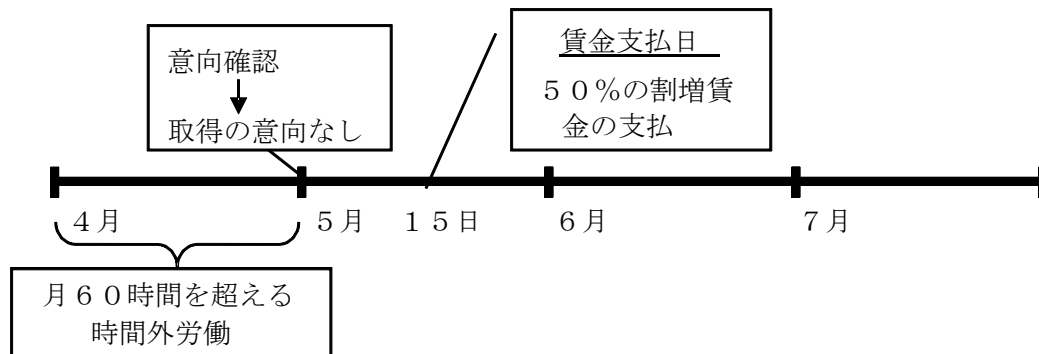 意向確認
取得の意向なし
賃金支払日
５０％の割増賃
金の支払
４月
５月
１５日
６月
７月
月６０時間を超える
時間外労働